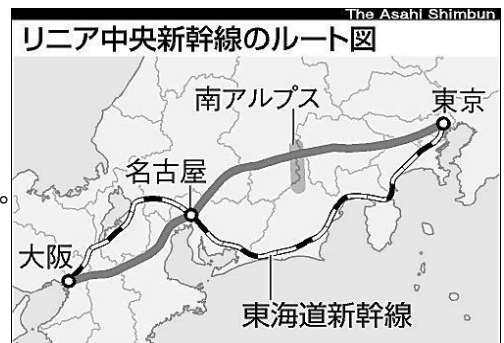 The Asahi Shimbun
リニア中央新幹線のルート図
南アルプス
東京
名古屋
大阪
東海道新幹線